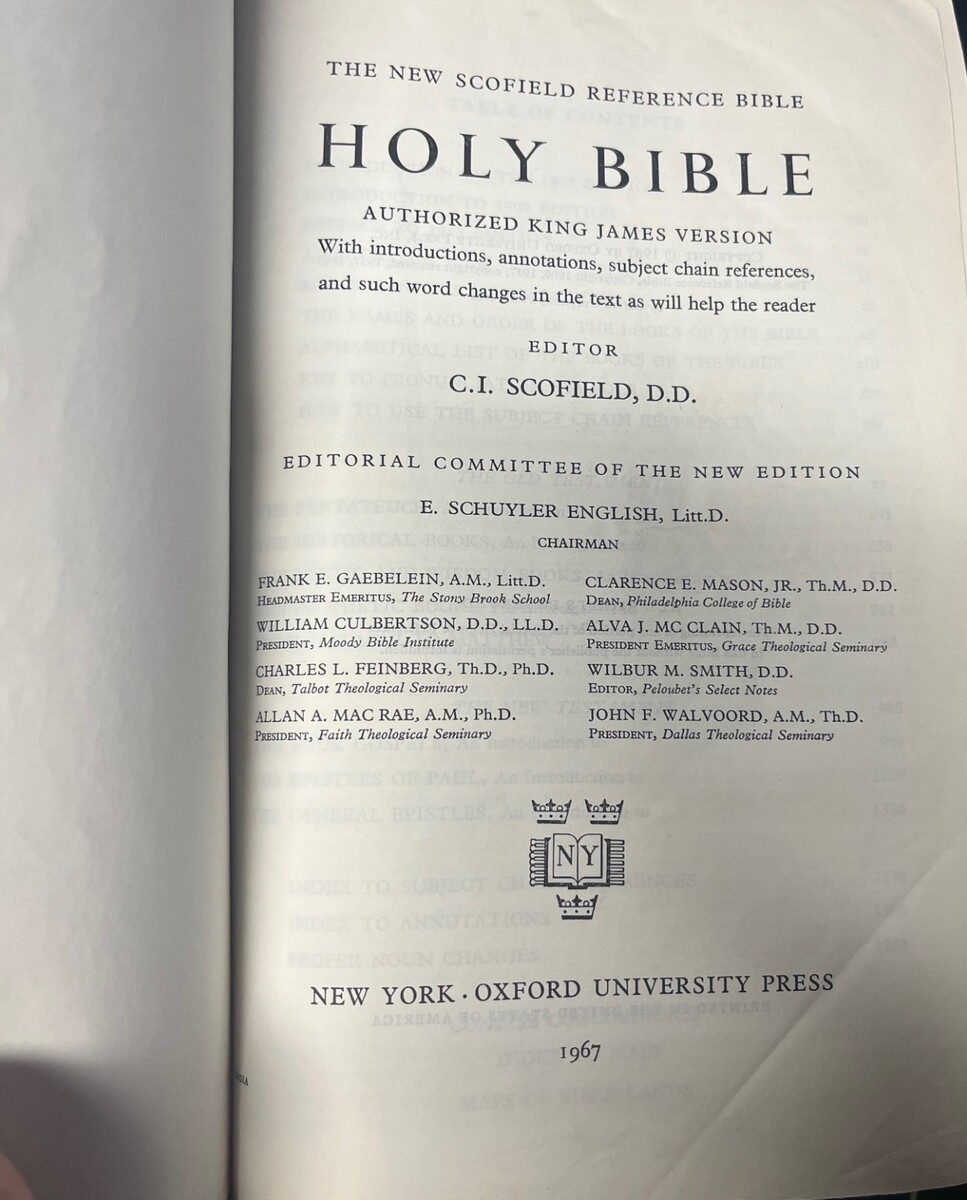 THE NEW SCOFIELD REFERENCE BIBLE
HOLY BIBLE
AUTHORIZED KING JAMES VERSION
With introductions, annotations, subject chain references,
and such word changes in the text as will help the reader
EDITOR
C.I. SCOFIELD, D.D.
EDITORIAL COMMITTEE OF THE NEW EDITION
E. SCHUYLER ENGLISH, Litt.D.
CHAIRMAN
FRANK E. GAEBELEIN, A.M., Litt.D.
HEADMASTER EMERITUS, The Stony Brook School
WILLIAM CULBERTSON, D.D., LL.D.
PRESIDENT, Moody Bible Institute
CHARLES L. FEINBERG, Th.D., Ph.D.
DEAN, Talbot Theological Seminary
ALLAN A. MAC RAE, A.M., Ph.D.
PRESIDENT, Faith Theological Seminary
CLARENCE E. MASON, JR., Th.M., D.D.
DEAN, Philadelphia College of Bible
ALVA J. MC CLAIN, Th.M., D.D.
PRESIDENT EMERITUS, Grace Theological Seminary
WILBUR M. SMITH, D.D.
EDITOR, Peloubet's Select Notes
JOHN F. WALVOORD, A.M., Th.D.
PRESIDENT, Dallas Theological Seminary
NY
NEW YORK · OXFORD UNIVERSITY PRESS
1967